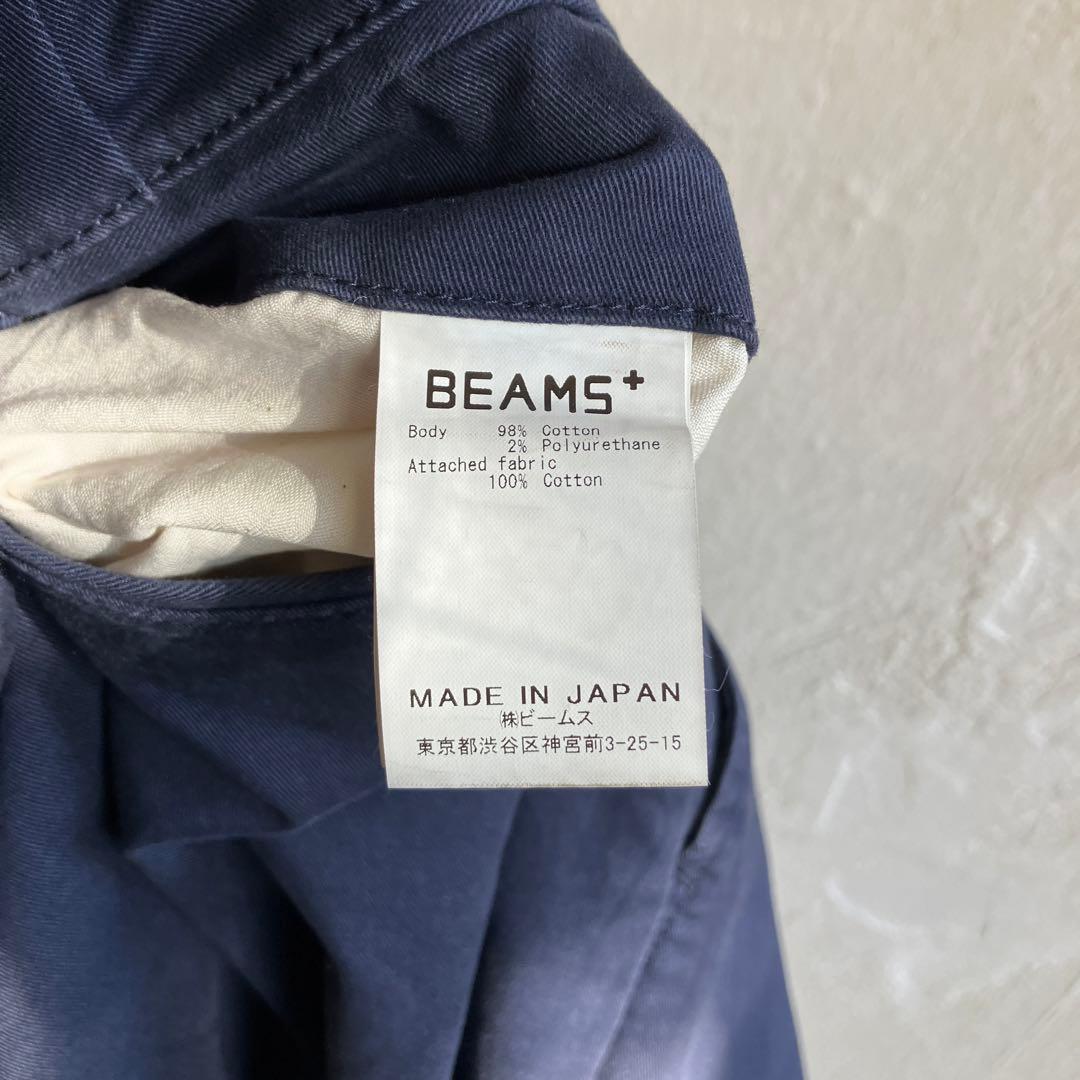 BEAMS+
Body 98% Cotton
2% Polyurethane
Attached fabric
100% Cotton
MADE IN JAPAN
㈱ビームス
東京都渋谷区神宮前3-25-15